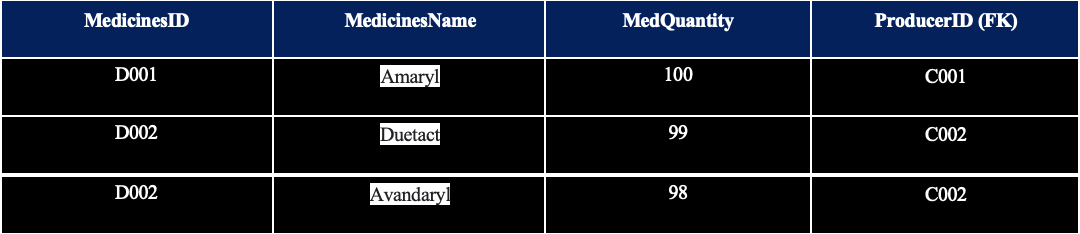 MedicinesID MedicinesName MedQuantity ProducerID (FK)
D001 Amaryl 100 C001
D002 Duetact 99 C002
D002 Avandaryl 98 C002